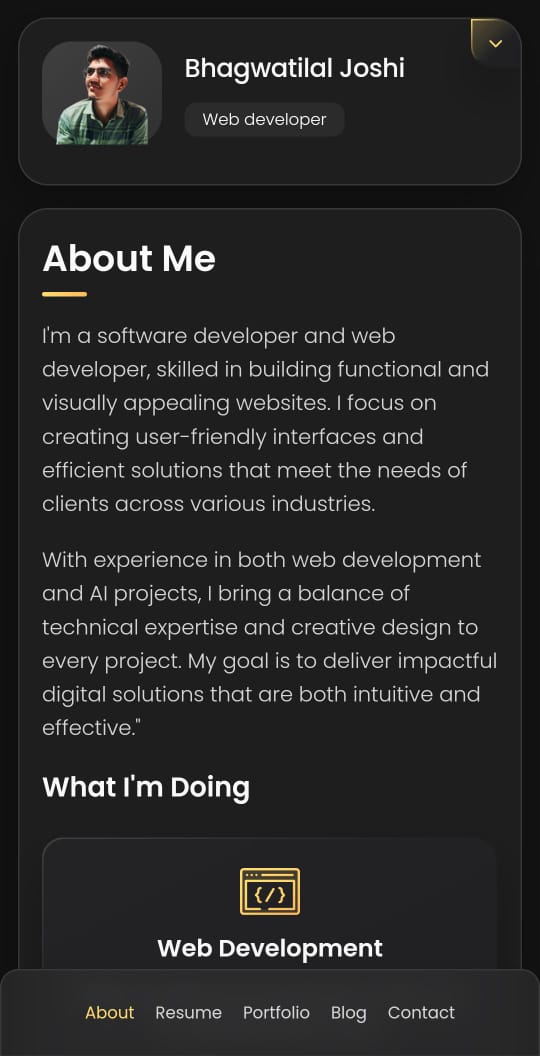 Bhagwatilal Joshi
Web developer
About Me
I'm a software developer and web
developer, skilled in building functional and
visually appealing websites. I focus on
creating user-friendly interfaces and
efficient solutions that meet the needs of
clients across various industries.
With experience in both web development
and AI projects, I bring a balance of
technical expertise and creative design to
every project. My goal is to deliver impactful
digital solutions that are both intuitive and
effective."
What I'm Doing
{/}
Web Development
About Resume Portfolio Blog Contact